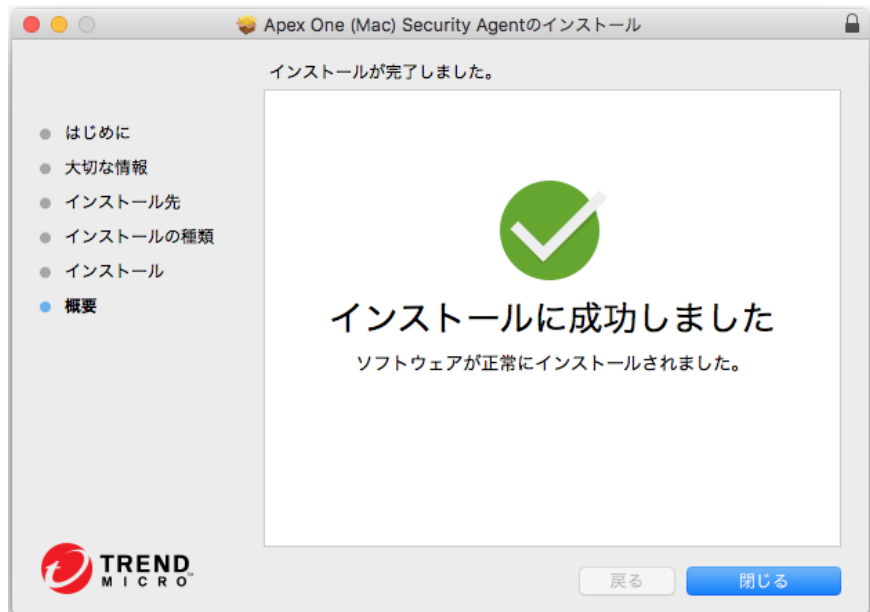 Apex One (Mac) Security Agentのインストール
インストールが完了しました。
はじめに
大切な情報
インストール先
インストールの種類
インストール
概要
インストールに成功しました
ソフトウェアが正常にインストールされました。
TREND
MICRO™
戻る
閉じる